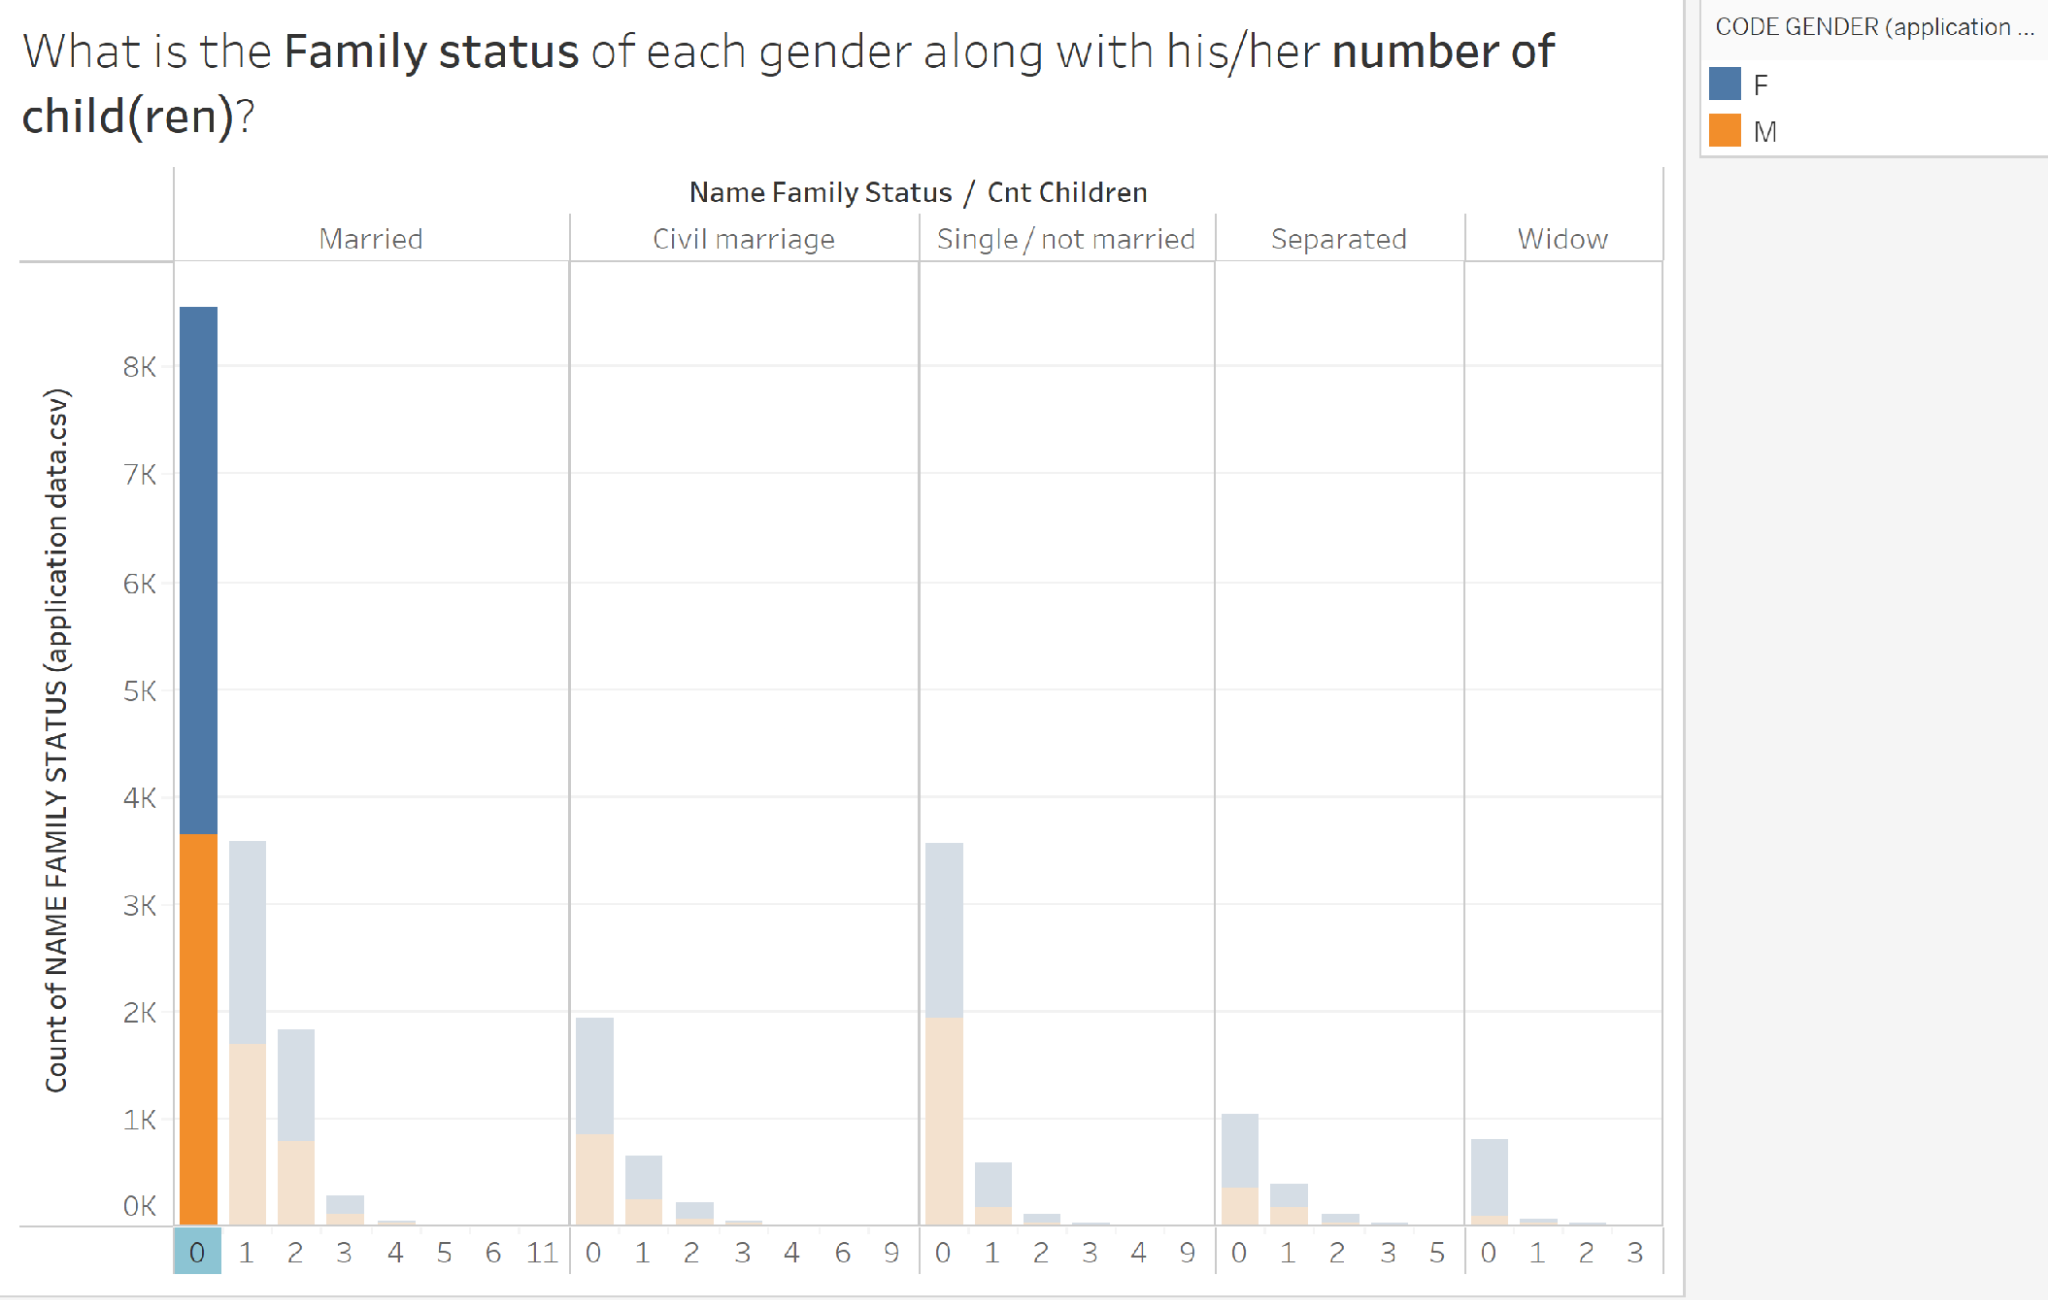 What is the Family status of each gender along with his/her number of
child(ren)?
CODE GENDER (application ...
F
M
Name Family Status / Cnt Children
Married Civil marriage Single / not married Separated Widow
Count of NAME FAMILY STATUS (application data.csv)
8K
7K
6K
5K
4K
3K
2K
1K
0K
0 1 2 3 4 5 6 11 0 1 2 3 4 6 9 0 1 2 3 4 9 0 1 2 3 5 0 1 2 3